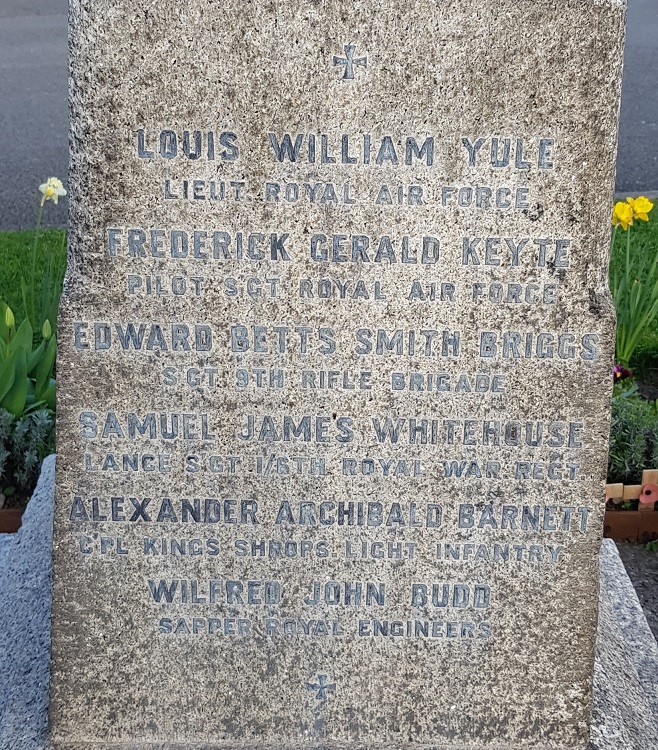 LOUIS WILLIAM YULE
LIEUT ROYAL AIR FORCE
FREDERICK GERALD KEYTE
PILOT SGT ROYAL AIR FORCE
EDWARD BETTS SMITH BRIGGS
SGT 9TH RIFLE BRIGADE
SAMUEL JAMES WHITEHOUSE
LANCE SGT 1/6TH ROYAL WAR REGT
ALEXANDER ARCHIBALD BARNETT
CPL KINGS SHROPS LIGHT INFANTRY
WILFRED JOHN BUDD
SAPPER ROYAL ENGINEERS